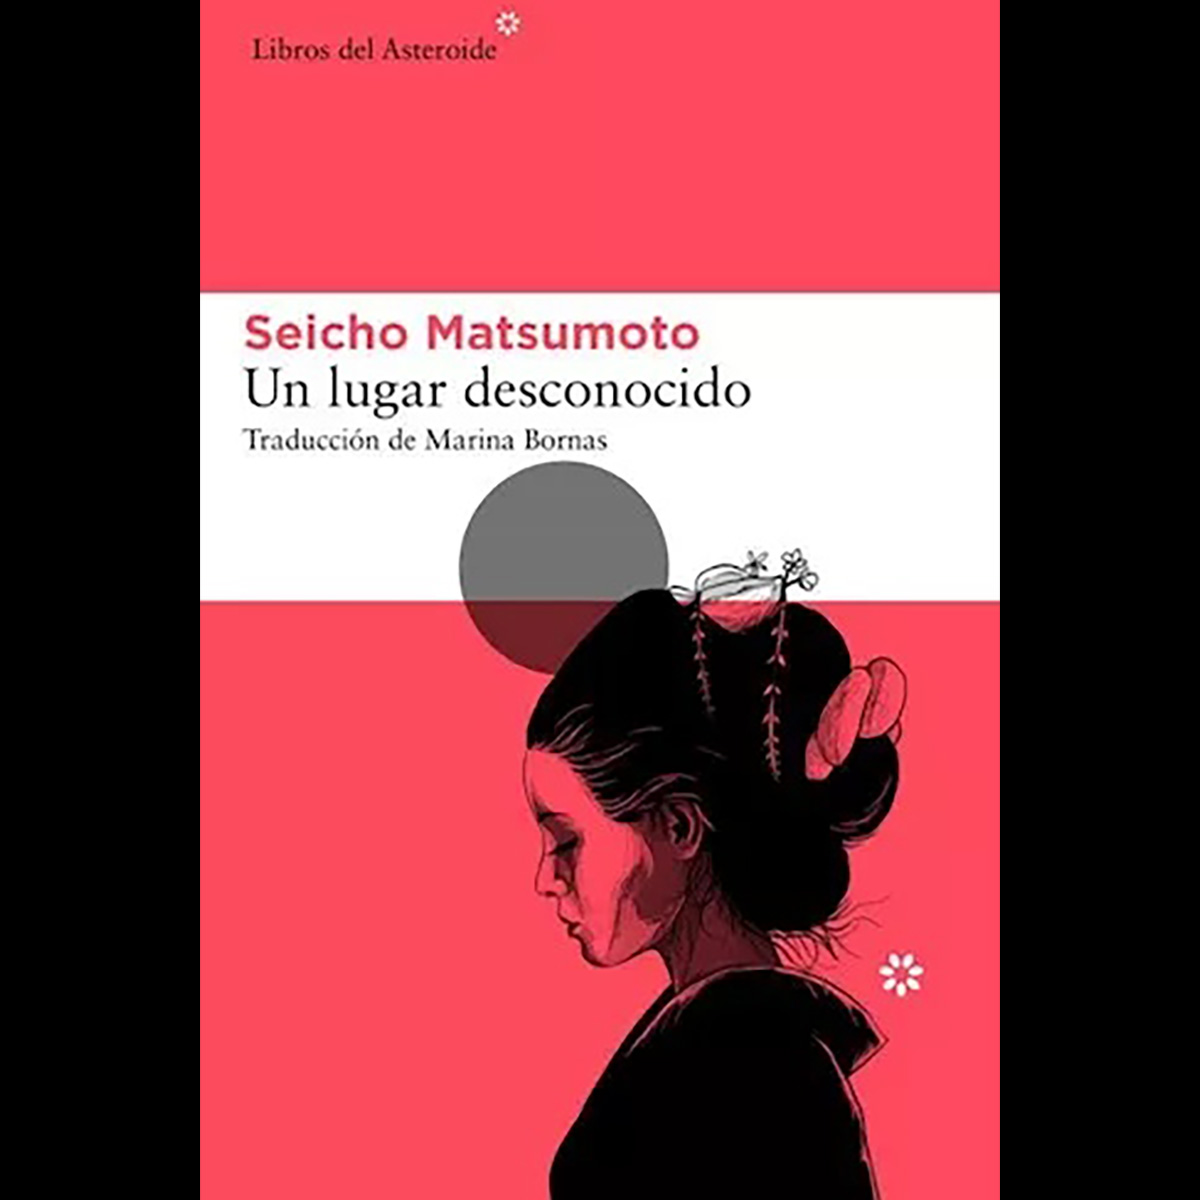 Libros del Asteroide
Seicho Matsumoto
Un lugar desconocido
Traducción de Marina Bornas